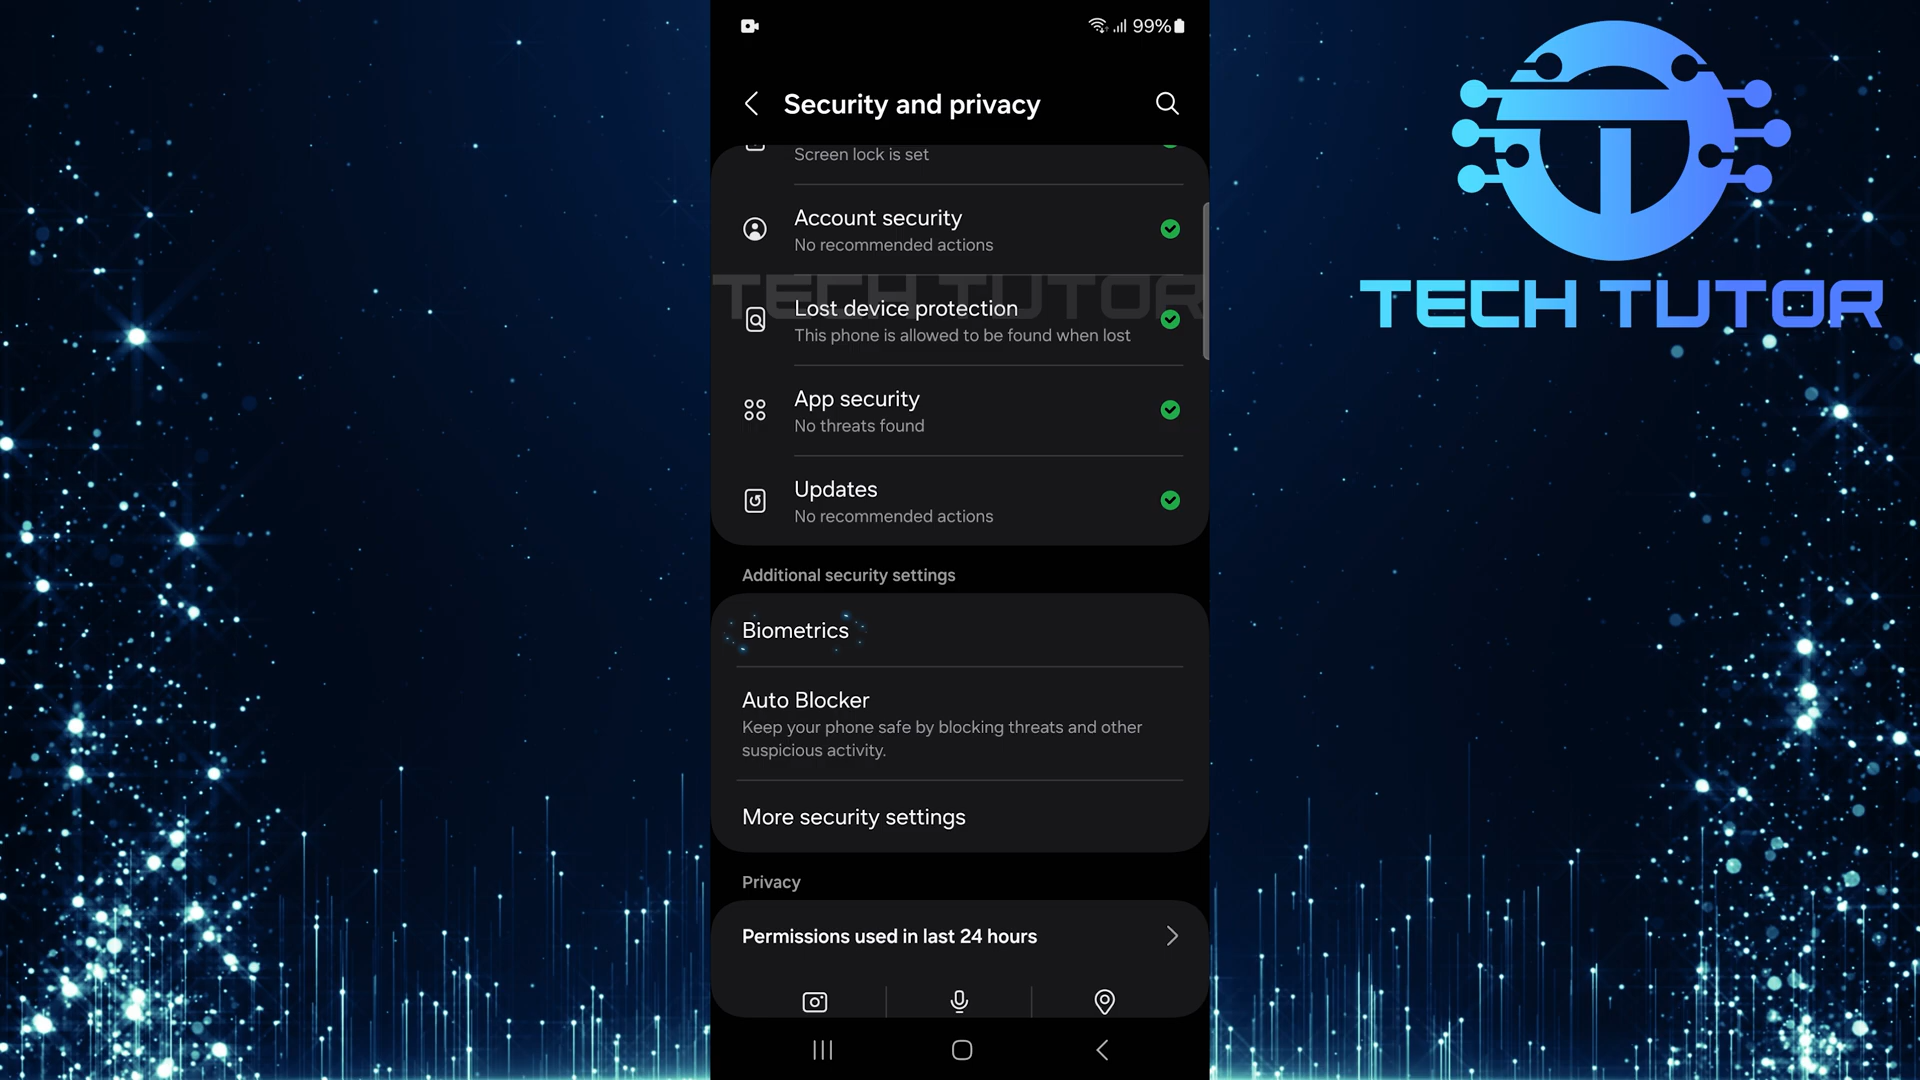 99%
Security and privacy
Screen lock is set
Account security
No recommended actions
TECH TUTOR
Lost device protection
This phone is allowed to be found when lost
App security
No threats found
Updates
No recommended actions
Additional security settings
Biometrics
Auto Blocker
Keep your phone safe by blocking threats and other
suspicious activity.
More security settings
Privacy
Permissions used in last 24 hours
TECH TUTOR